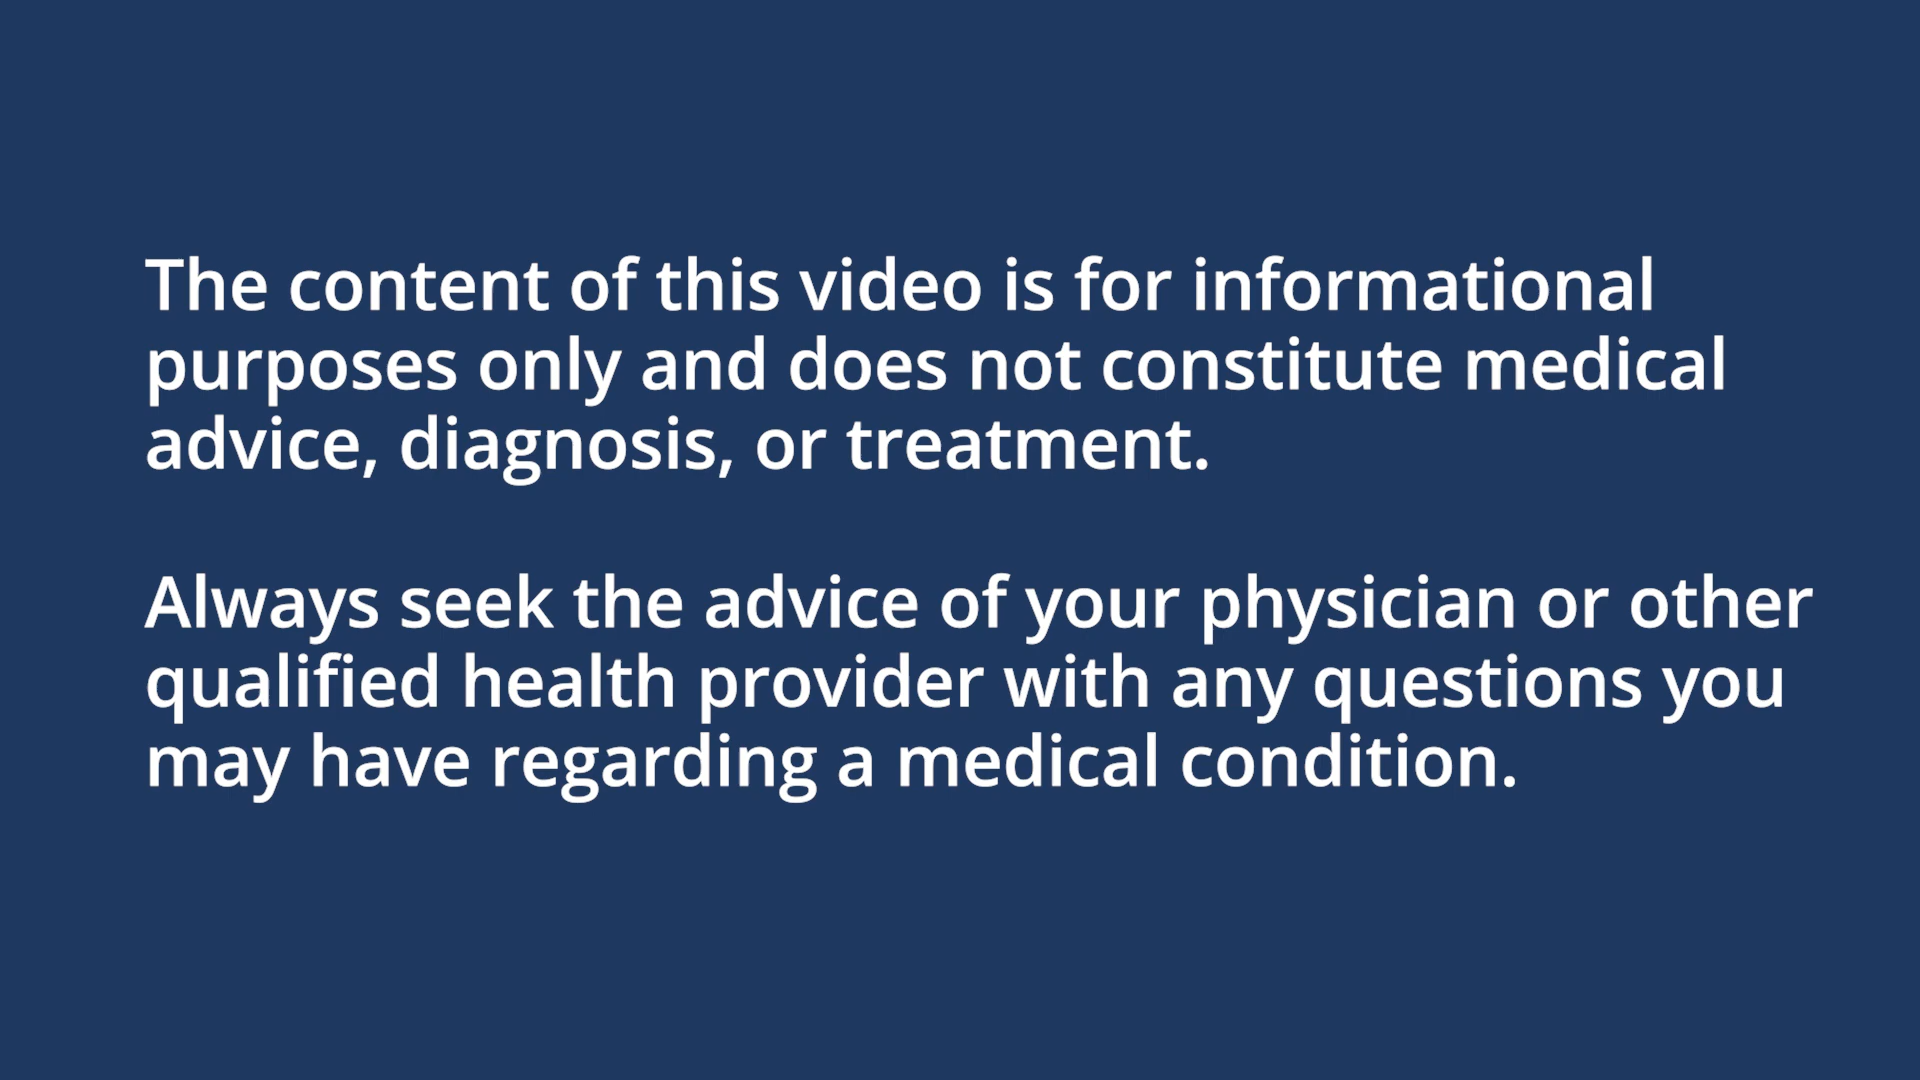 The content of this video is for informational
purposes only and does not constitute medical
advice, diagnosis, or treatment.
Always seek the advice of your physician or other
qualified health provider with any questions you
may have regarding a medical condition.